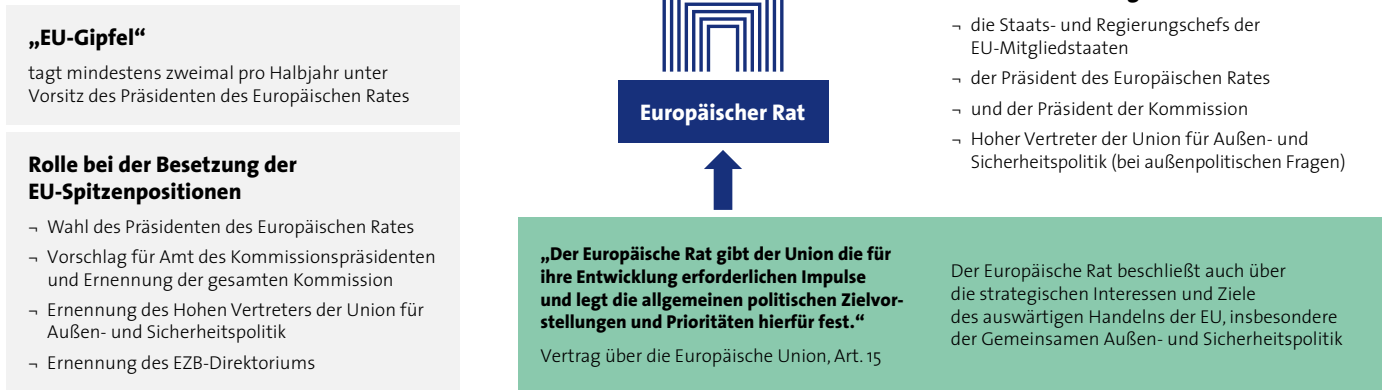 „EU-Gipfel“
tagt mindestens zweimal pro Halbjahr unter
Vorsitz des Präsidenten des Europäischen Rates
Rolle bei der Besetzung der
EU-Spitzenpositionen
¬ Wahl des Präsidenten des Europäischen Rates
¬ Vorschlag für Amt des Kommissionspräsidenten
und Ernennung der gesamten Kommission
¬ Ernennung des Hohen Vertreters der Union für
Außen- und Sicherheitspolitik
¬ Ernennung des EZB-Direktoriums
Europäischer Rat
¬ die Staats- und Regierungschefs der
EU-Mitgliedstaaten
¬ der Präsident des Europäischen Rates
¬ und der Präsident der Kommission
¬ Hoher Vertreter der Union für Außen- und
Sicherheitspolitik (bei außenpolitischen Fragen)
„Der Europäische Rat gibt der Union die für
ihre Entwicklung erforderlichen Impulse
und legt die allgemeinen politischen Zielvor-
stellungen und Prioritäten hierfür fest.“
Vertrag über die Europäische Union, Art. 15
Der Europäische Rat beschließt auch über
die strategischen Interessen und Ziele
des auswärtigen Handelns der EU, insbesondere
der Gemeinsamen Außen- und Sicherheitspolitik